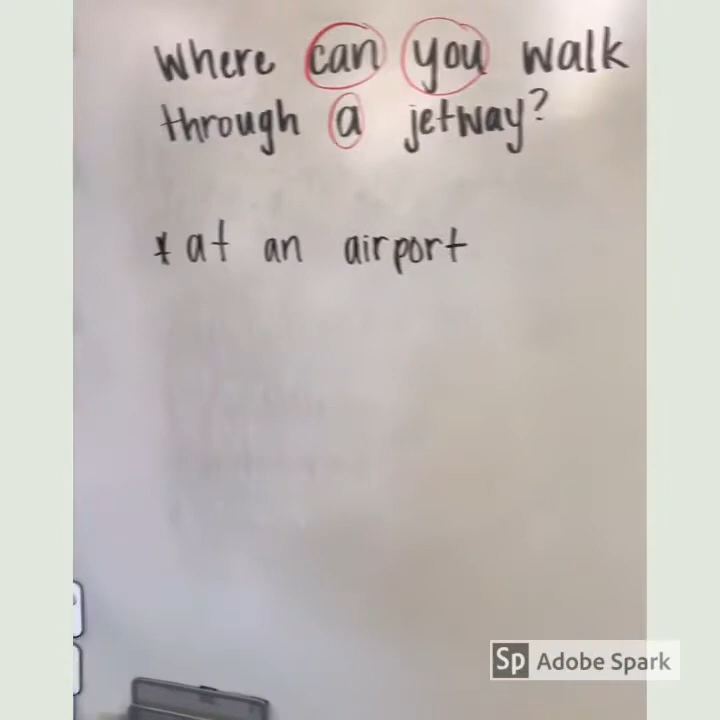 Where can you walk
through a jetway?
* at an airport
Sp Adobe Spark